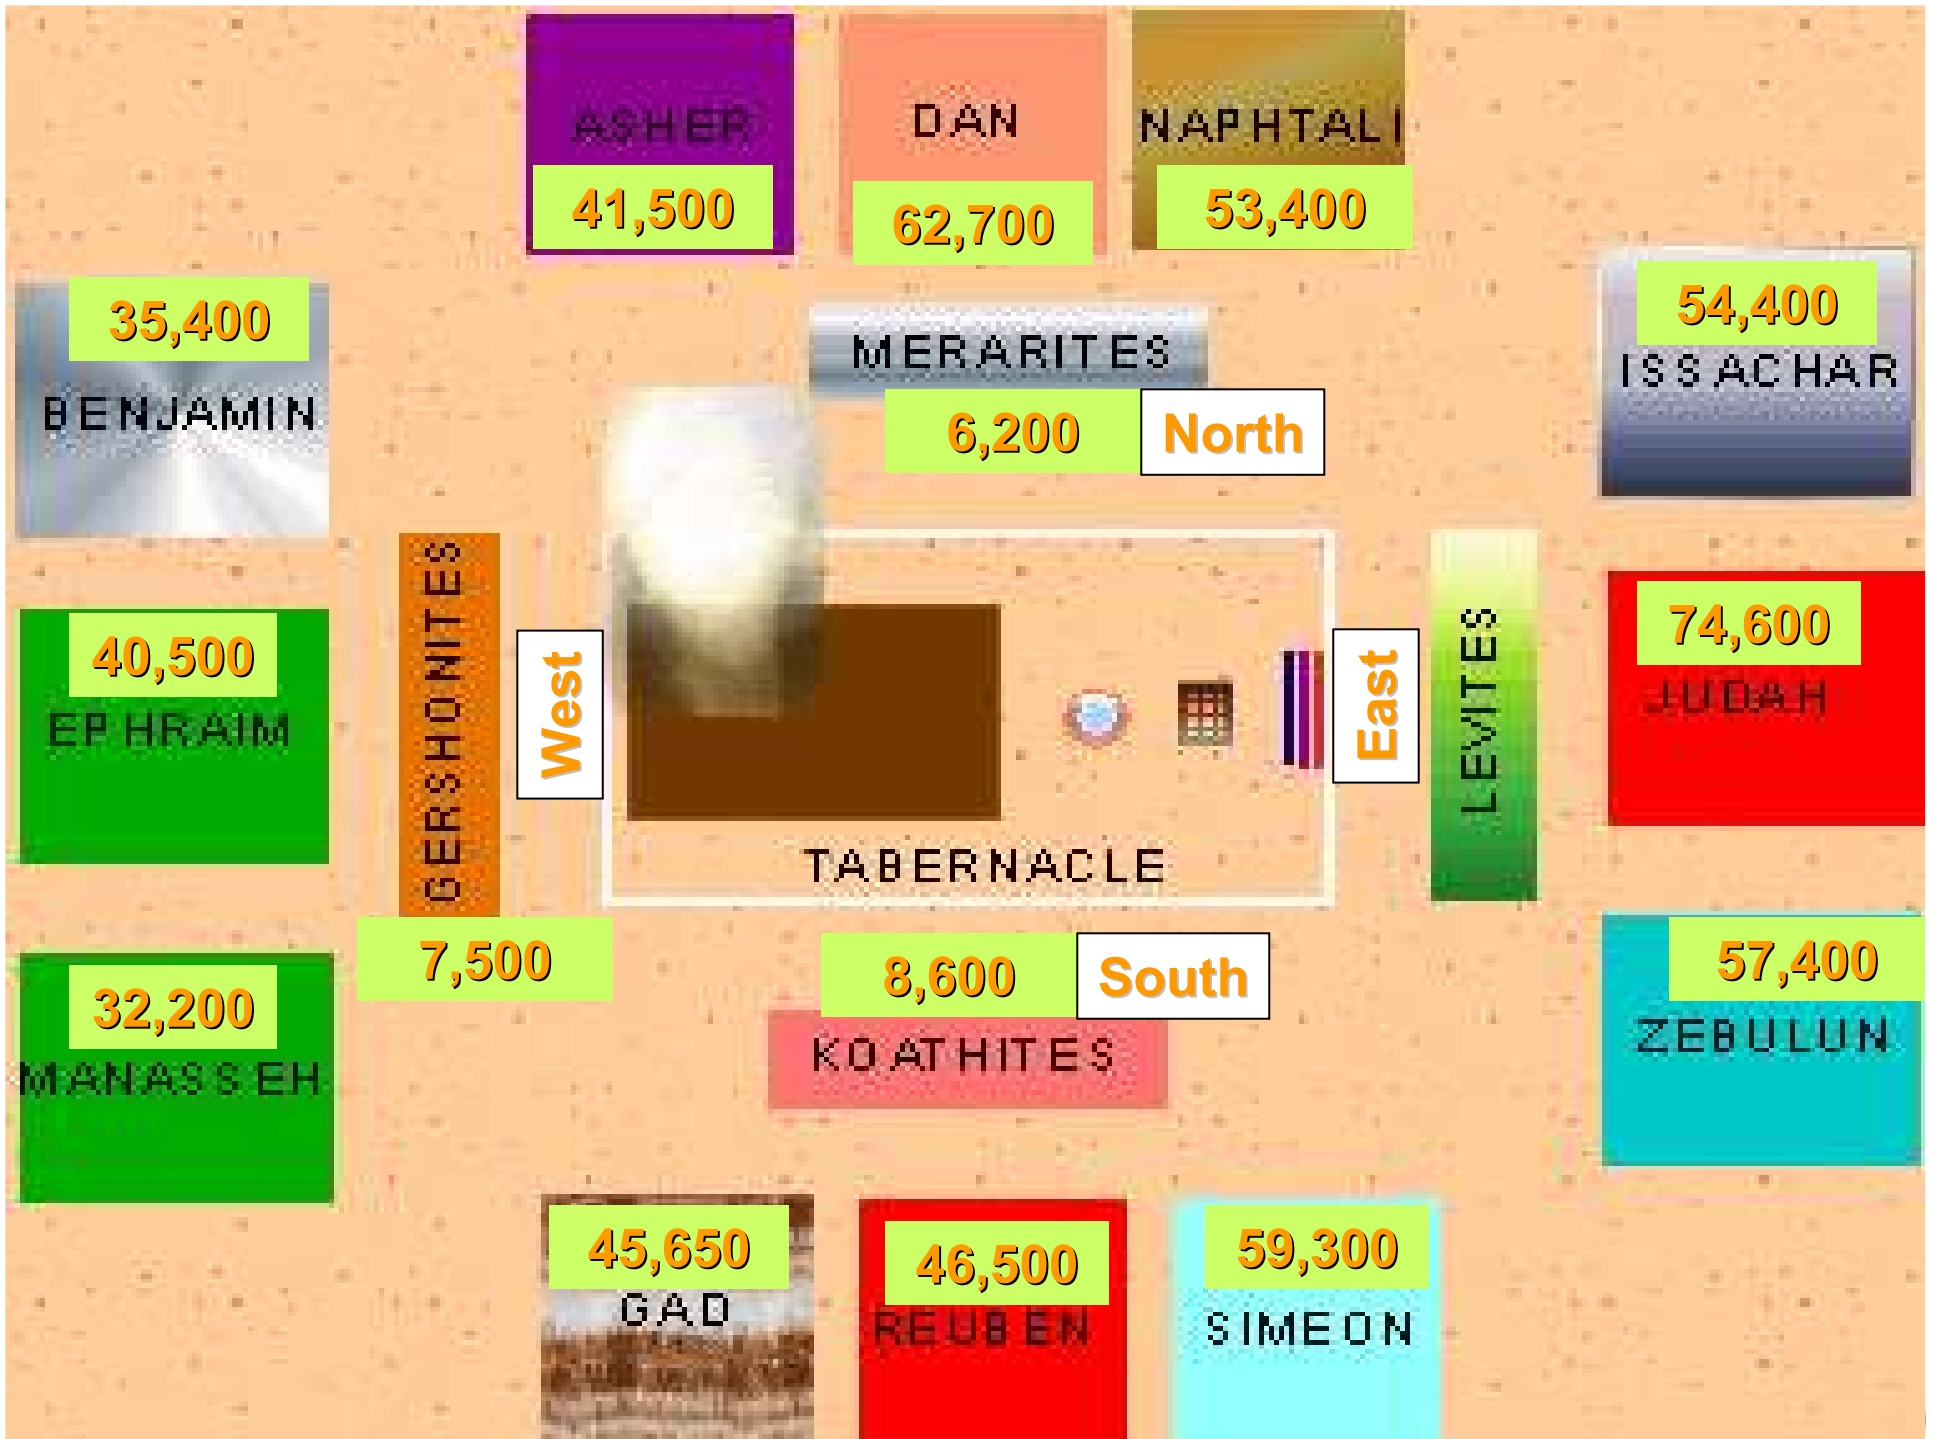 ASHER
41,500
DAN
62,700
NAPHTALI
53,400
35,400
BENJAMIN
MERARITES
6,200
North
54,400
ISSACHAR
40,500
EPHRAIM
GERSHONITES
7,500
West
TABERNACLE
East
LEVITES
74,600
JUDAH
32,200
MANASSEH
8,600
South
KOATHITES
57,400
ZEBULUN
45,650
GAD
46,500
REUBEN
59,300
SIMEON